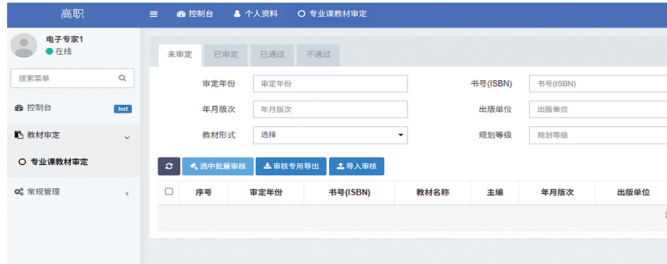 高职 控制台 个人资料 专业课教材审定
电子专家1
在线
搜索菜单
控制台 hot
教材审定
专业课教材审定
常规管理
未审定 已审定 已通过 不通过
审定年份 审定年份 书号(ISBN) 书号(ISBN)
年月版次 年月版次 出版单位 出版单位
教材形式 选择 规划等级 规划等级
选中批量审核 审核专用导出 导入审核
序号 审定年份 书号(ISBN) 教材名称 主编 年月版次 出版单位